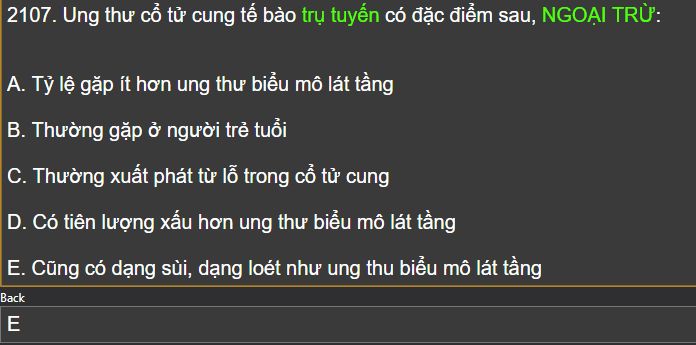 2107. Ung thư cổ tử cung tế bào trụ tuyến có đặc điểm sau, NGOẠI TRỪ:
A. Tỷ lệ gặp ít hơn ung thư biểu mô lát tầng
B. Thường gặp ở người trẻ tuổi
C. Thường xuất phát từ lỗ trong cổ tử cung
D. Có tiên lượng xấu hơn ung thư biểu mô lát tầng
E. Cũng có dạng sùi, dạng loét như ung thu biểu mô lát tầng
Back
E